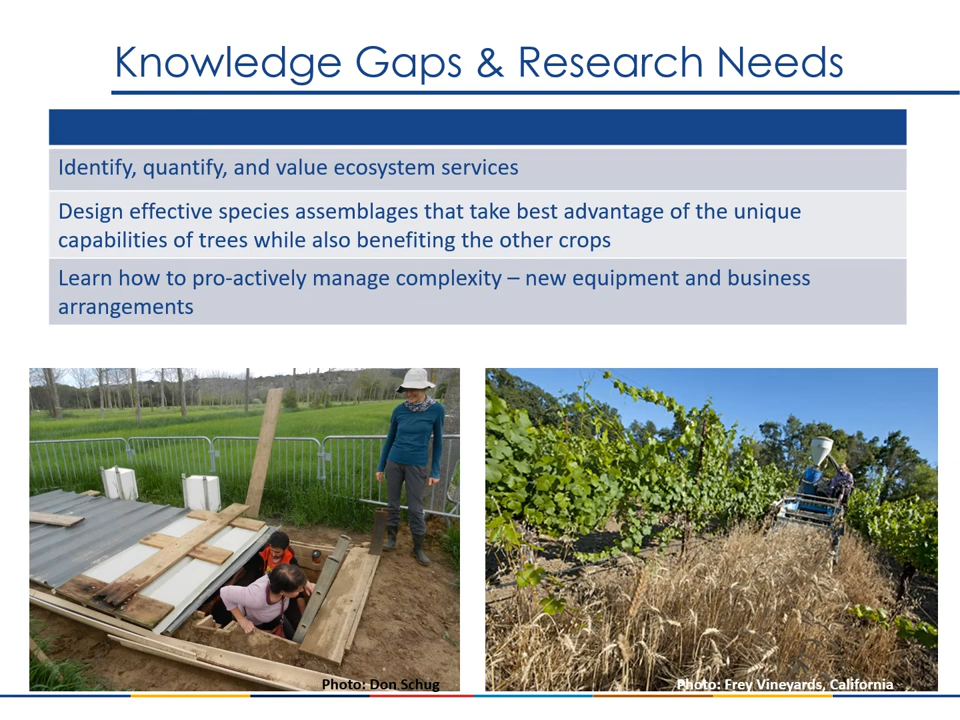 Knowledge Gaps & Research Needs
Identify, quantify, and value ecosystem services
Design effective species assemblages that take best advantage of the unique
capabilities of trees while also benefiting the other crops
Learn how to pro-actively manage complexity – new equipment and business
arrangements
Photo: Don Schug
Photo: Frey Vineyards, California